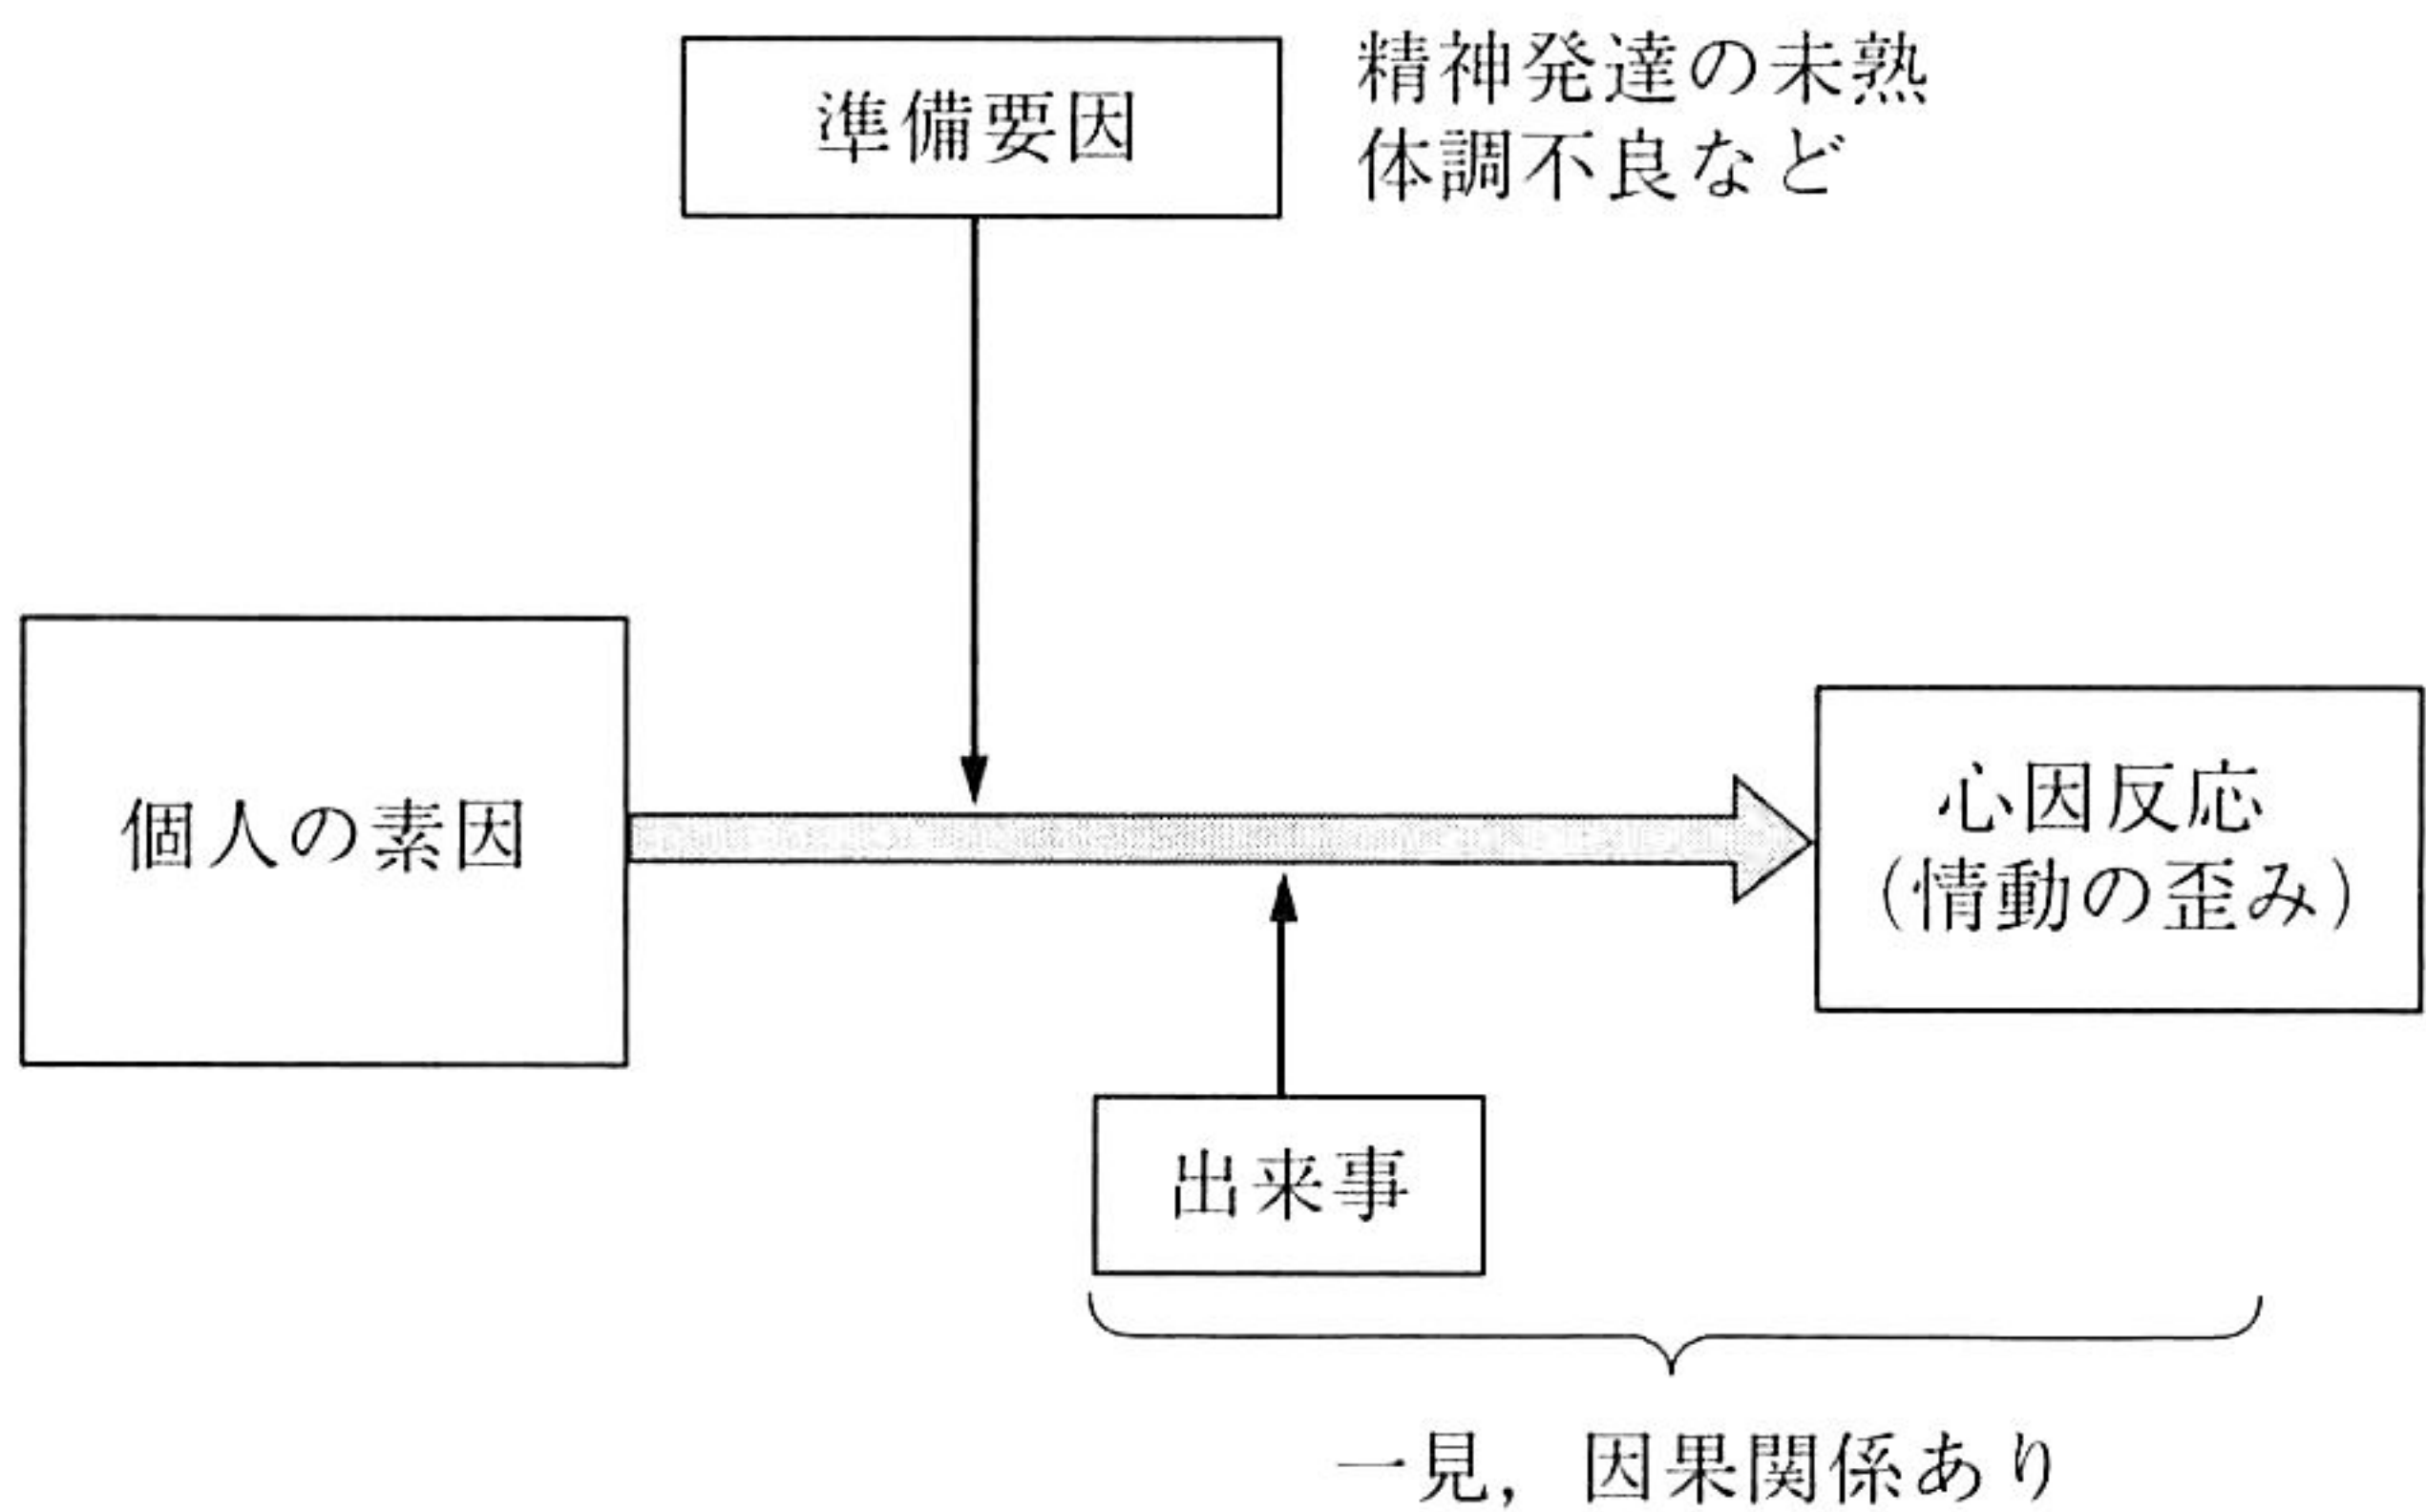 準備要因
精神発達の未熟
体調不良など
個人の素因
心因反応
(情動の歪み)
出来事
一見，因果関係あり